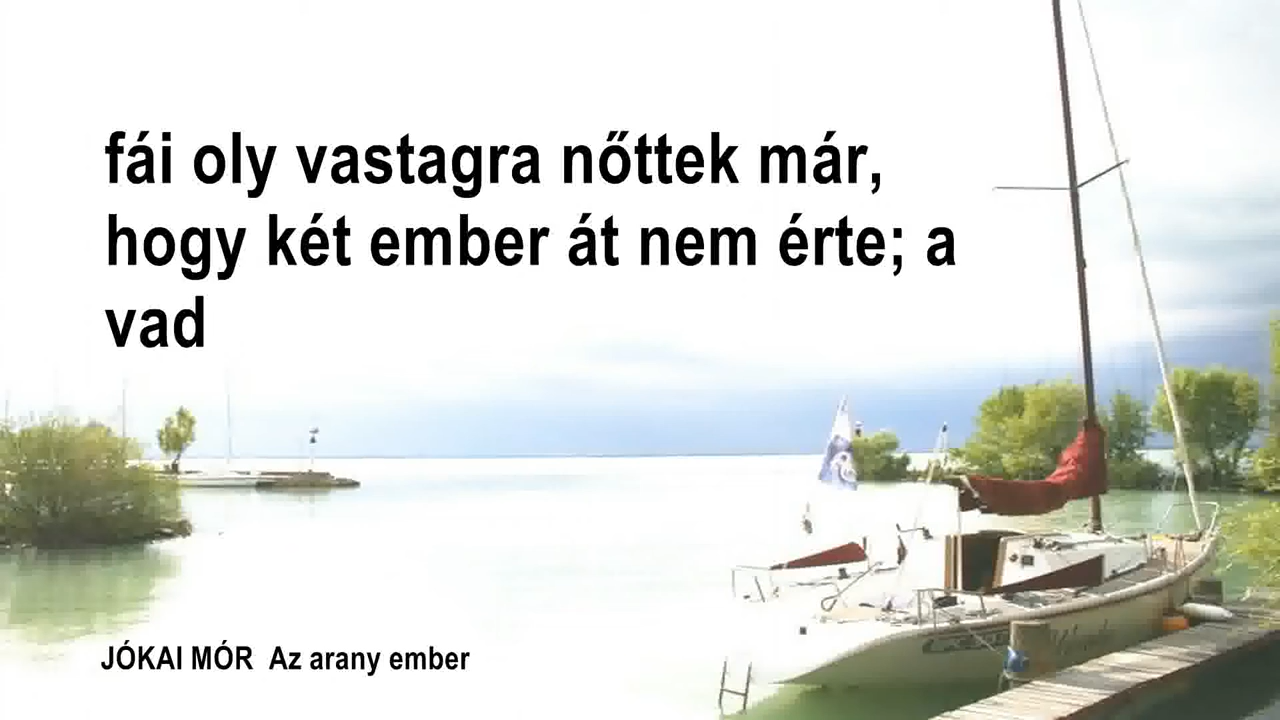 fái oly vastagra nőttek már,
hogy két ember át nem érte; a
vad
JÓKAI MÓR  Az arany ember